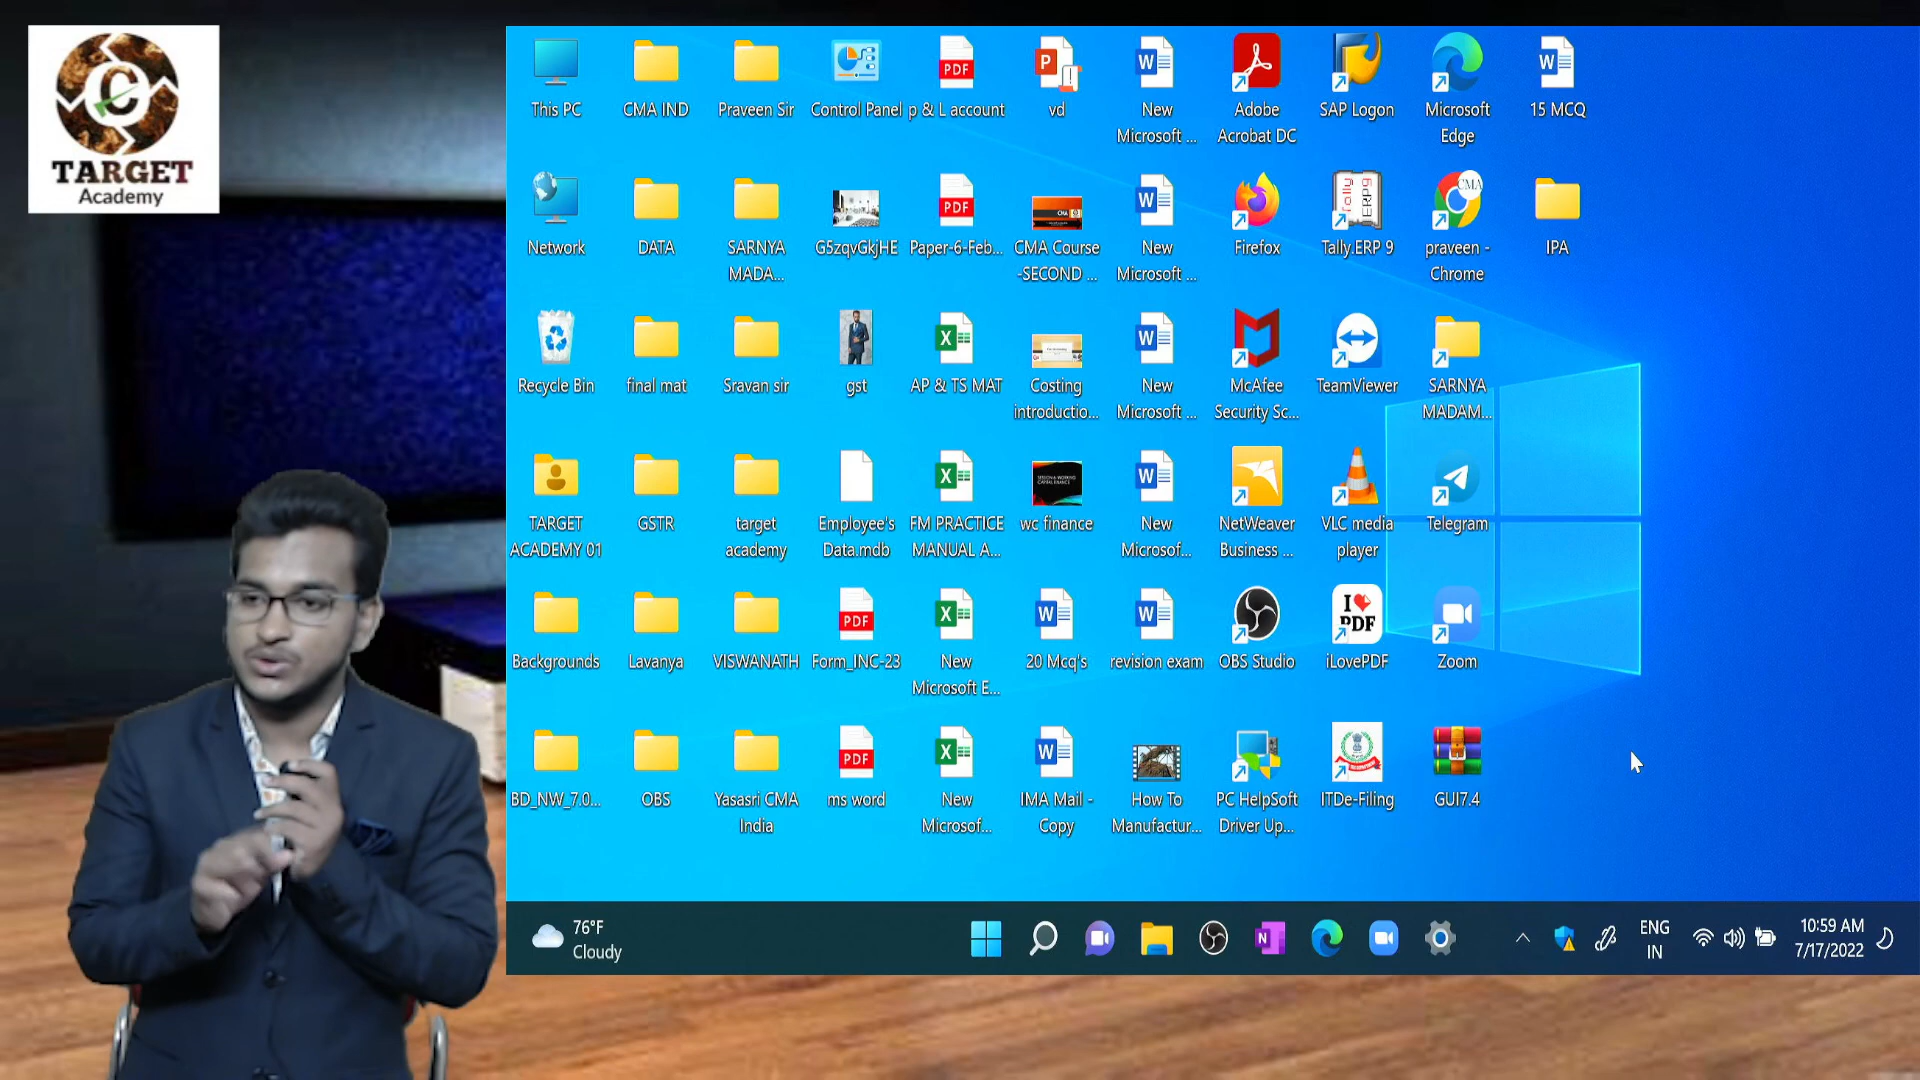 C
TARGET
Academy
This PC
CMA IND
Praveen Sir
Control Panel
p & L account
vd
New
Microsoft ...
Adobe
Acrobat DC
SAP Logon
Microsoft
Edge
15 MCQ
Network
DATA
SARNYA
MADA...
G5zqvGkjHE
Paper-6-Feb...
CMA Course
-SECOND ...
New
Microsoft ...
Firefox
Tally.ERP 9
praveen -
Chrome
IPA
Recycle Bin
final mat
Sravan sir
gst
AP & TS MAT
Costing
introductio...
New
Microsoft ...
McAfee
Security Sc...
TeamViewer
SARNYA
MADAM...
TARGET
ACADEMY 01
GSTR
target
academy
Employee's
Data.mdb
FM PRACTICE
MANUAL A...
wc finance
New
Microsof...
NetWeaver
Business ...
VLC media
player
Telegram
Backgrounds
Lavanya
VISWANATH
Form_INC-23
New
Microsoft E...
20 Mcq's
revision exam
OBS Studio
iLovePDF
Zoom
BD_NW_7.0...
OBS
Yasasri CMA
India
ms word
New
Microsof...
IMA Mail -
Copy
How To
Manufactur...
PC HelpSoft
Driver Up...
ITDe-Filing
GUI7.4
76°F
Cloudy
ENG
IN
10:59 AM
7/17/2022